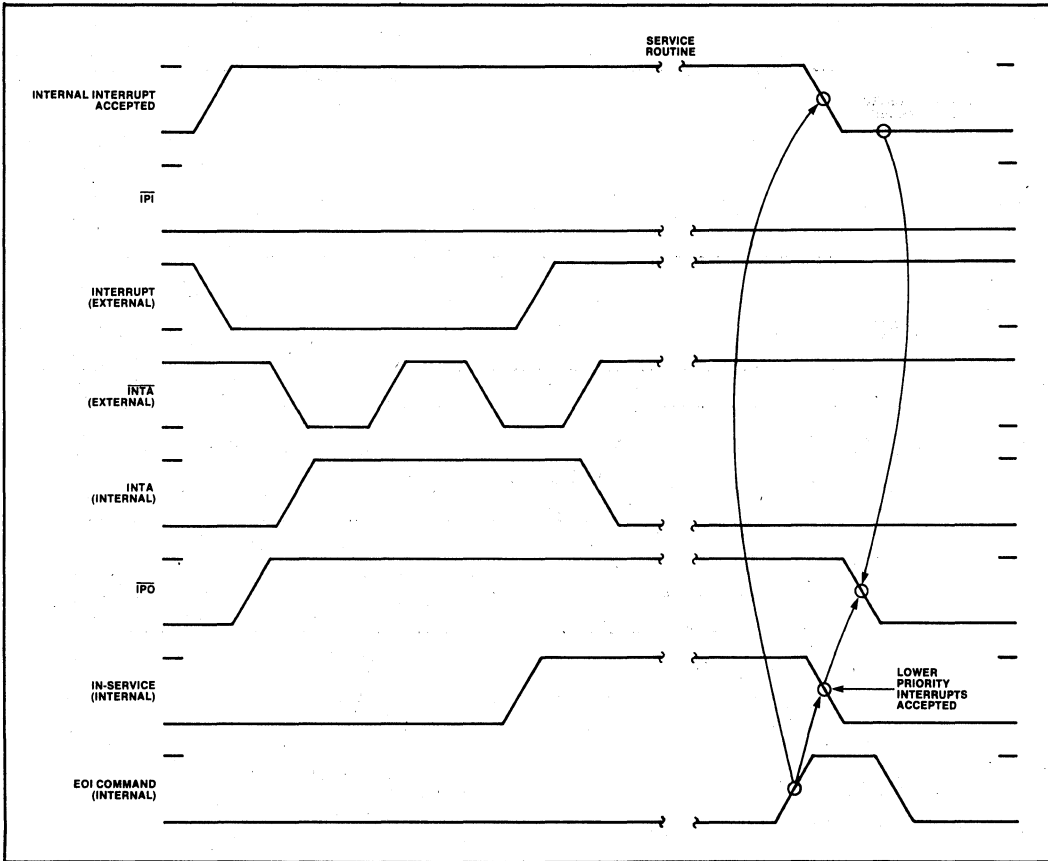 SERVICE
ROUTINE
INTERNAL INTERRUPT
ACCEPTED
IPI
INTERRUPT
(EXTERNAL)
INTA
(EXTERNAL)
INTA
(INTERNAL)
IPO
IN-SERVICE
(INTERNAL)
LOWER
PRIORITY
INTERRUPTS
ACCEPTED
EOI COMMAND
(INTERNAL)